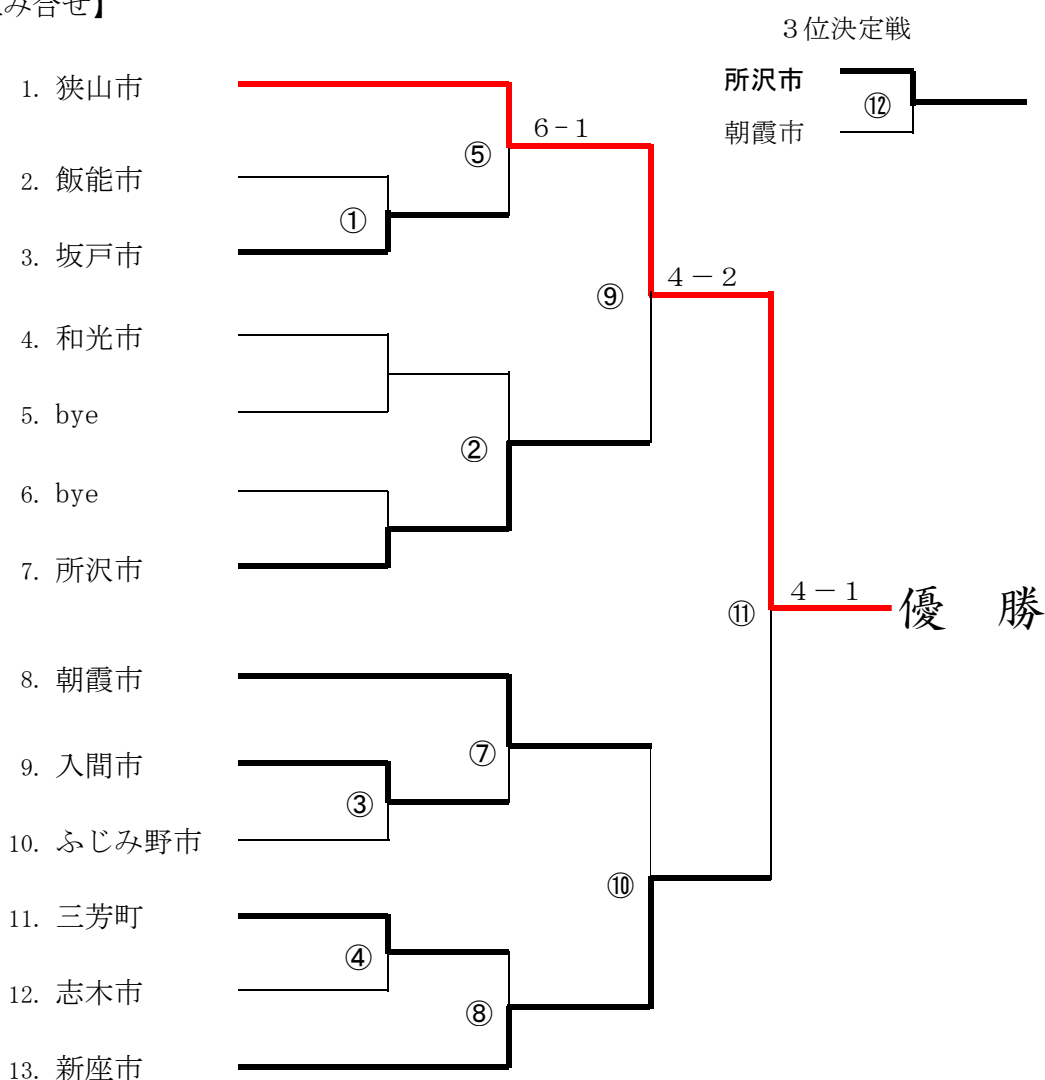 み合せ】
３位決定戦
所沢市
⑫
朝霞市
1. 狭山市
6-1
⑤
2. 飯能市
①
3. 坂戸市
４－２
⑨
4. 和光市
5. bye
②
6. bye
7. 所沢市
４－１
⑪
優 勝
8. 朝霞市
⑦
9. 入間市
③
10. ふじみ野市
⑩
11. 三芳町
④
12. 志木市
⑧
13. 新座市